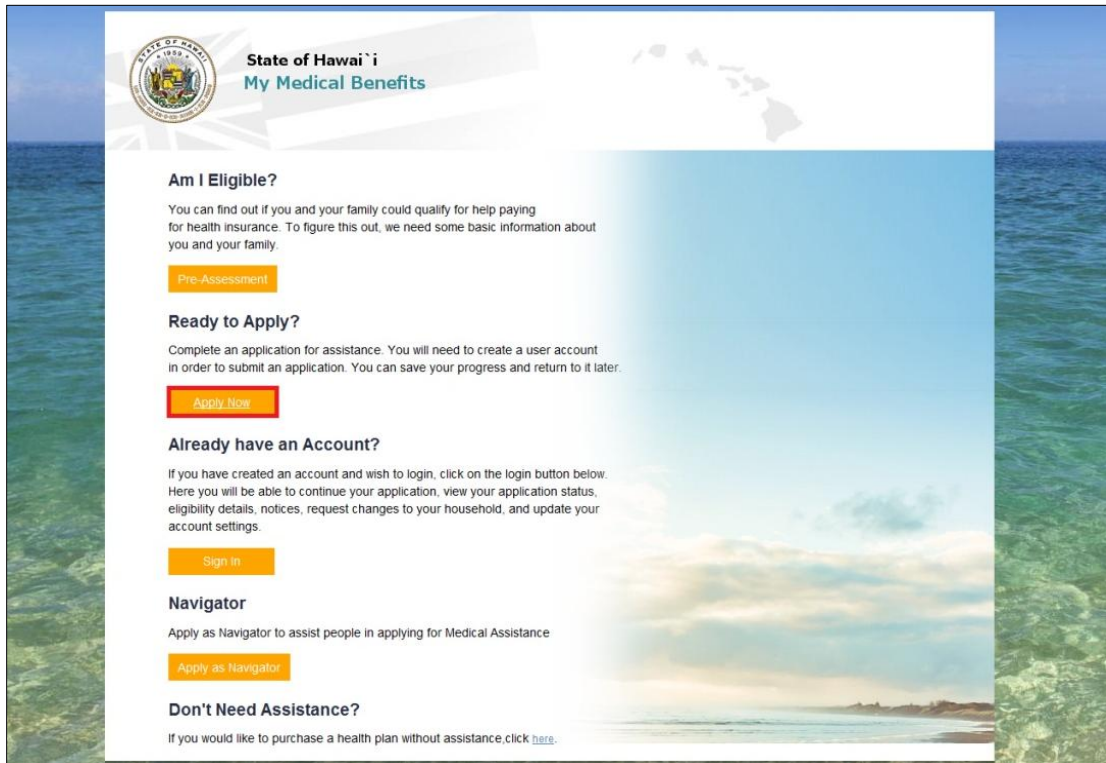 STATE OF HAWAII
1959
State of Hawai`i
My Medical Benefits
Am I Eligible?
You can find out if you and your family could qualify for help paying
for health insurance. To figure this out, we need some basic information about
you and your family.
Pre-Assessment
Ready to Apply?
Complete an application for assistance. You will need to create a user account
in order to submit an application. You can save your progress and return to it later.
Apply Now
Already have an Account?
If you have created an account and wish to login, click on the login button below.
Here you will be able to continue your application, view your application status,
eligibility details, notices, request changes to your household, and update your
account settings.
Sign in
Navigator
Apply as Navigator to assist people in applying for Medical Assistance
Apply as Navigator
Don't Need Assistance?
If you would like to purchase a health plan without assistance,click here.